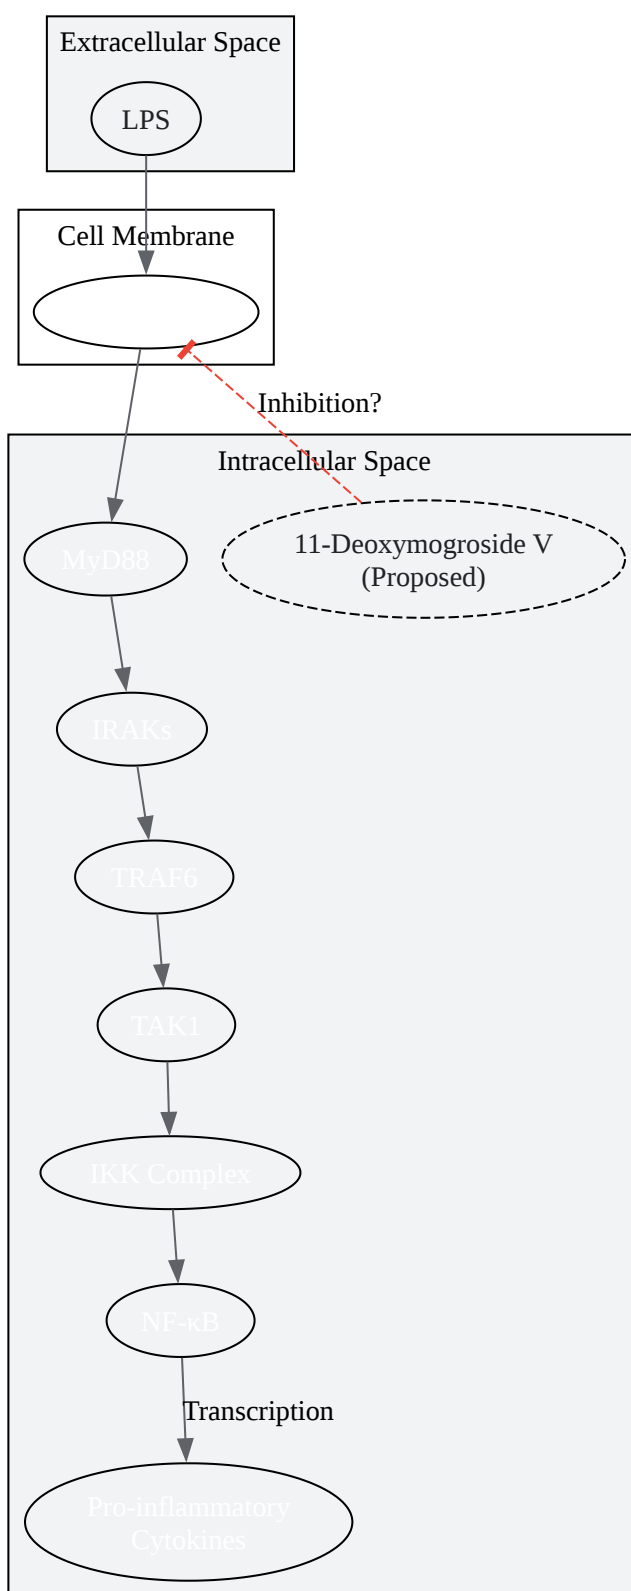 Extracellular Space
LPS
Cell Membrane
Inhibition?
Intracellular Space
11-Deoxymogroside V
(Proposed)
MyD88
IRAKs
TRAF6
TAK1
IKK Complex
NF-κB
Transcription
Pro-inflammatory
Cytokines